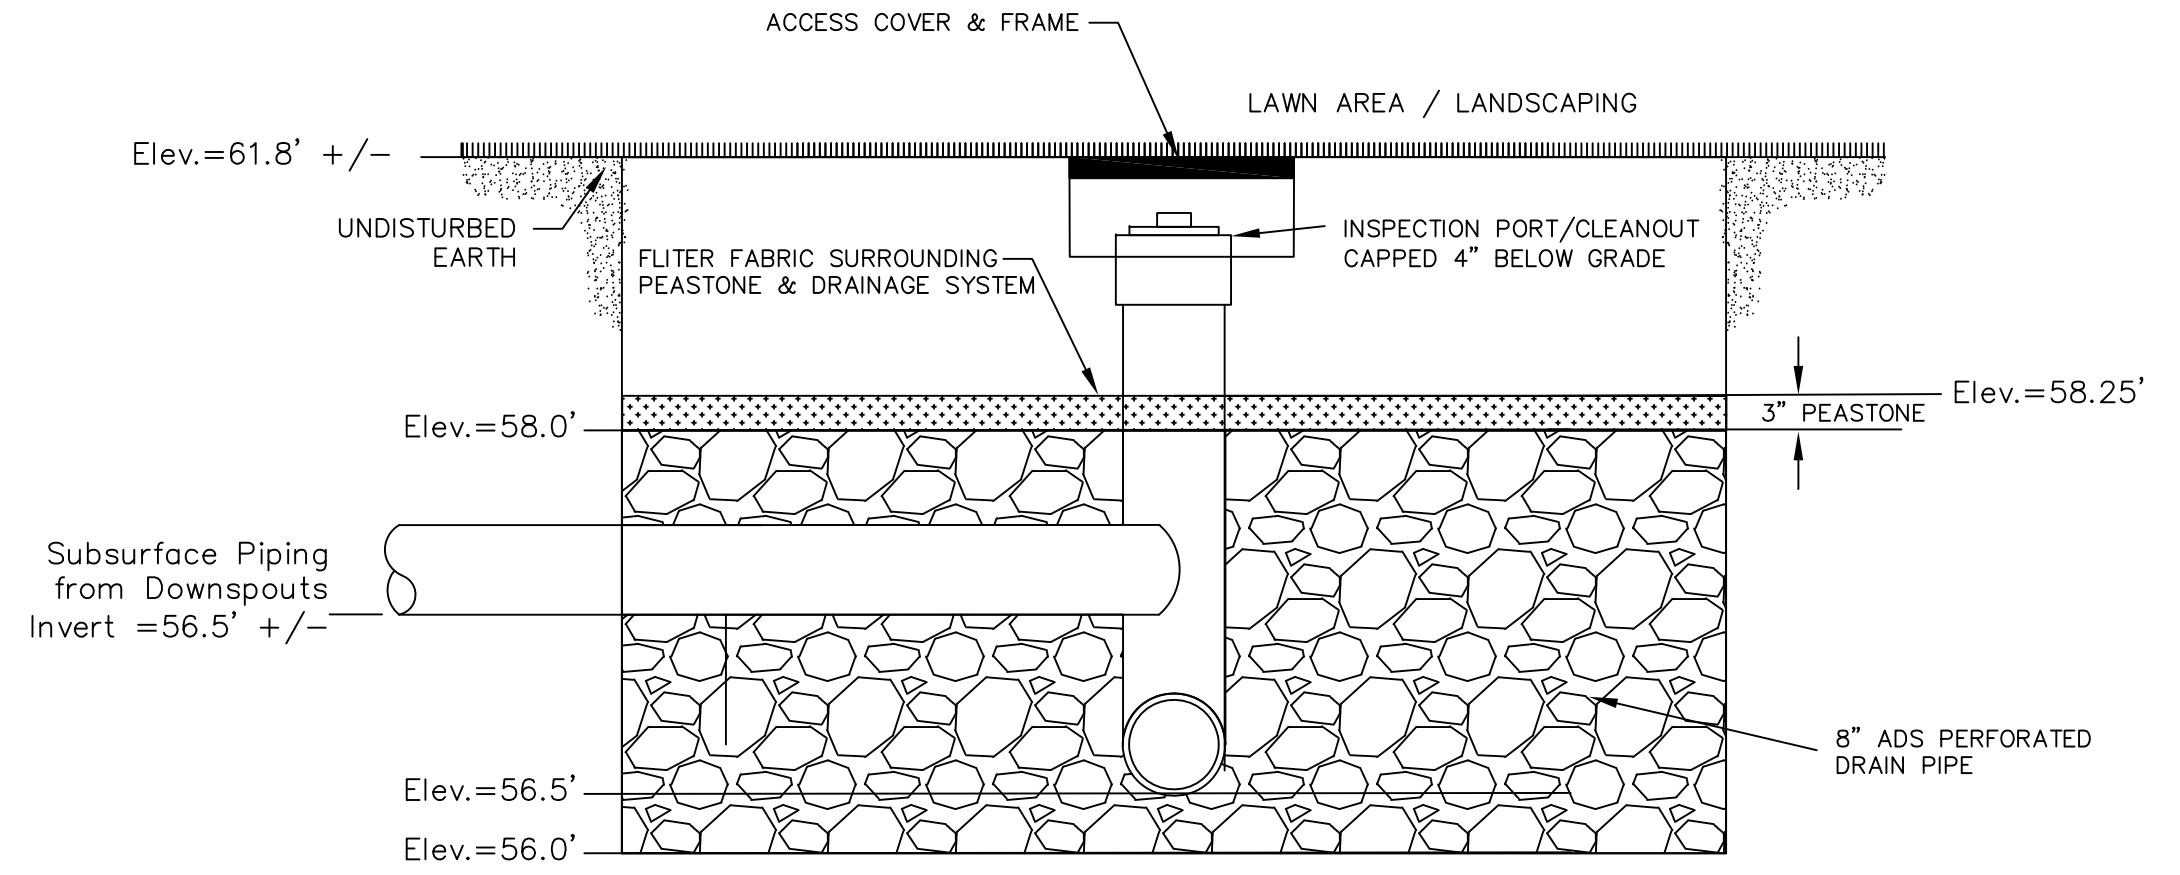 ACCESS COVER & FRAME
LAWN AREA / LANDSCAPING
Elev.=61.8' +/-
UNDISTURBED
EARTH
FLITER FABRIC SURROUNDING
PEASTONE & DRAINAGE SYSTEM
INSPECTION PORT/CLEANOUT
CAPPED 4" BELOW GRADE
Elev.=58.25'
3" PEASTONE
Elev.=58.0'
Subsurface Piping
from Downspouts
Invert =56.5' +/-
8" ADS PERFORATED
DRAIN PIPE
Elev.=56.5'
Elev.=56.0'